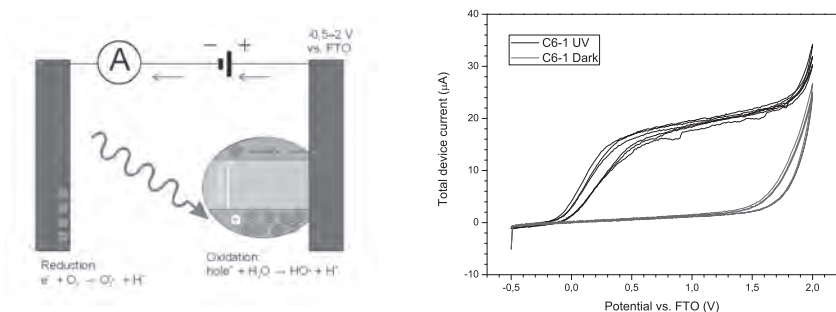 A
− +
-0,5–2 V
vs. FTO
+
Reduction:
Oxidation:
hole⁺ + H₂O → HO• + H⁺
C6-1 UV
C6-1 Dark
Total device current (μA)
40
30
20
10
0
-10
-0,5
0,0
0,5
1,0
1,5
2,0
Potential vs. FTO (V)